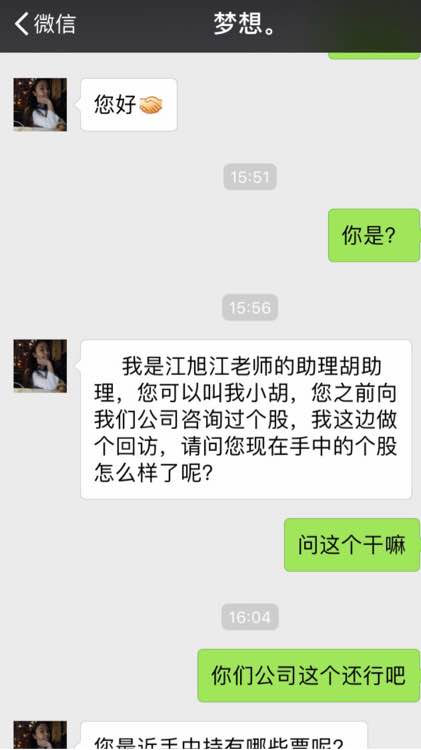 微信
梦想。
您好
15:51
你是?
15:56
我是江旭江老师的助理胡助
理，您可以叫我小胡，您之前向
我们公司咨询过个股，我这边做
个回访，请问您现在手中的个股
怎么样了呢?
问这个干嘛
16:04
你们公司这个还行吧
您是近手中持有哪些票呢?